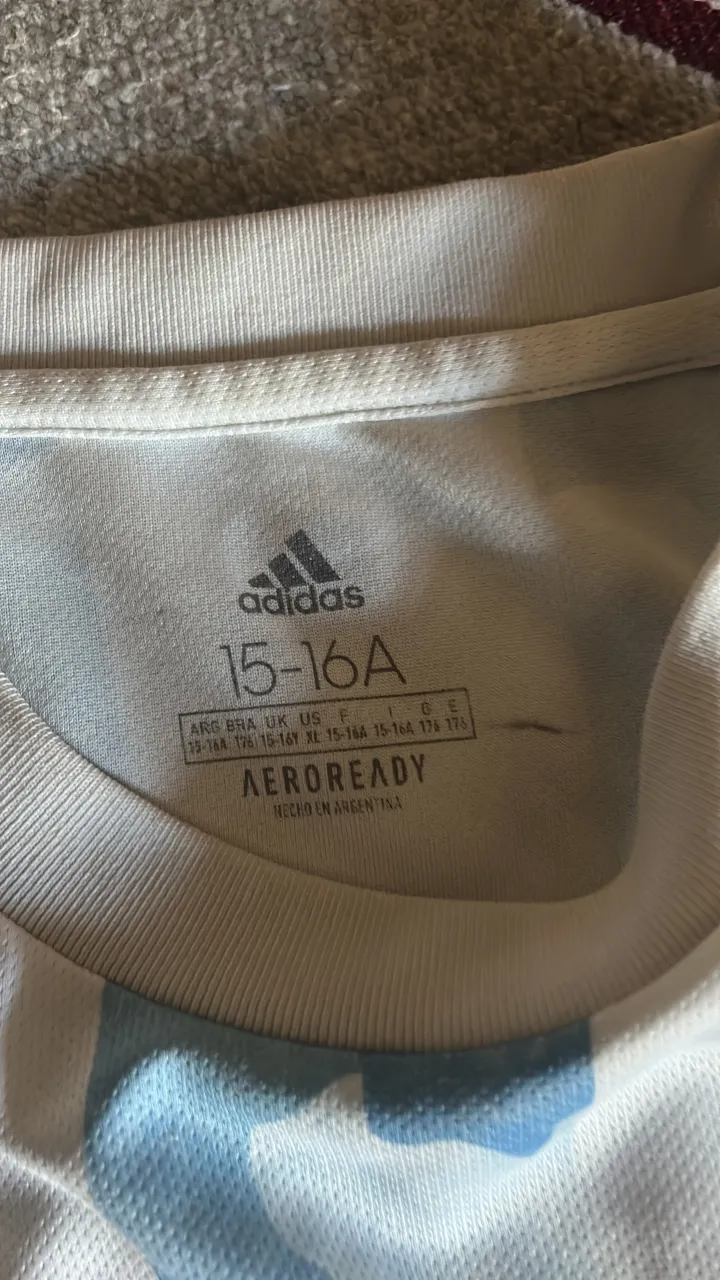 adidas
15-16A
ARG BRA UK US F I G E
15-16A 176 15-16Y XL 15-16A 15-16A 176 176
AEROREADY
HECHO EN ARGENTINA